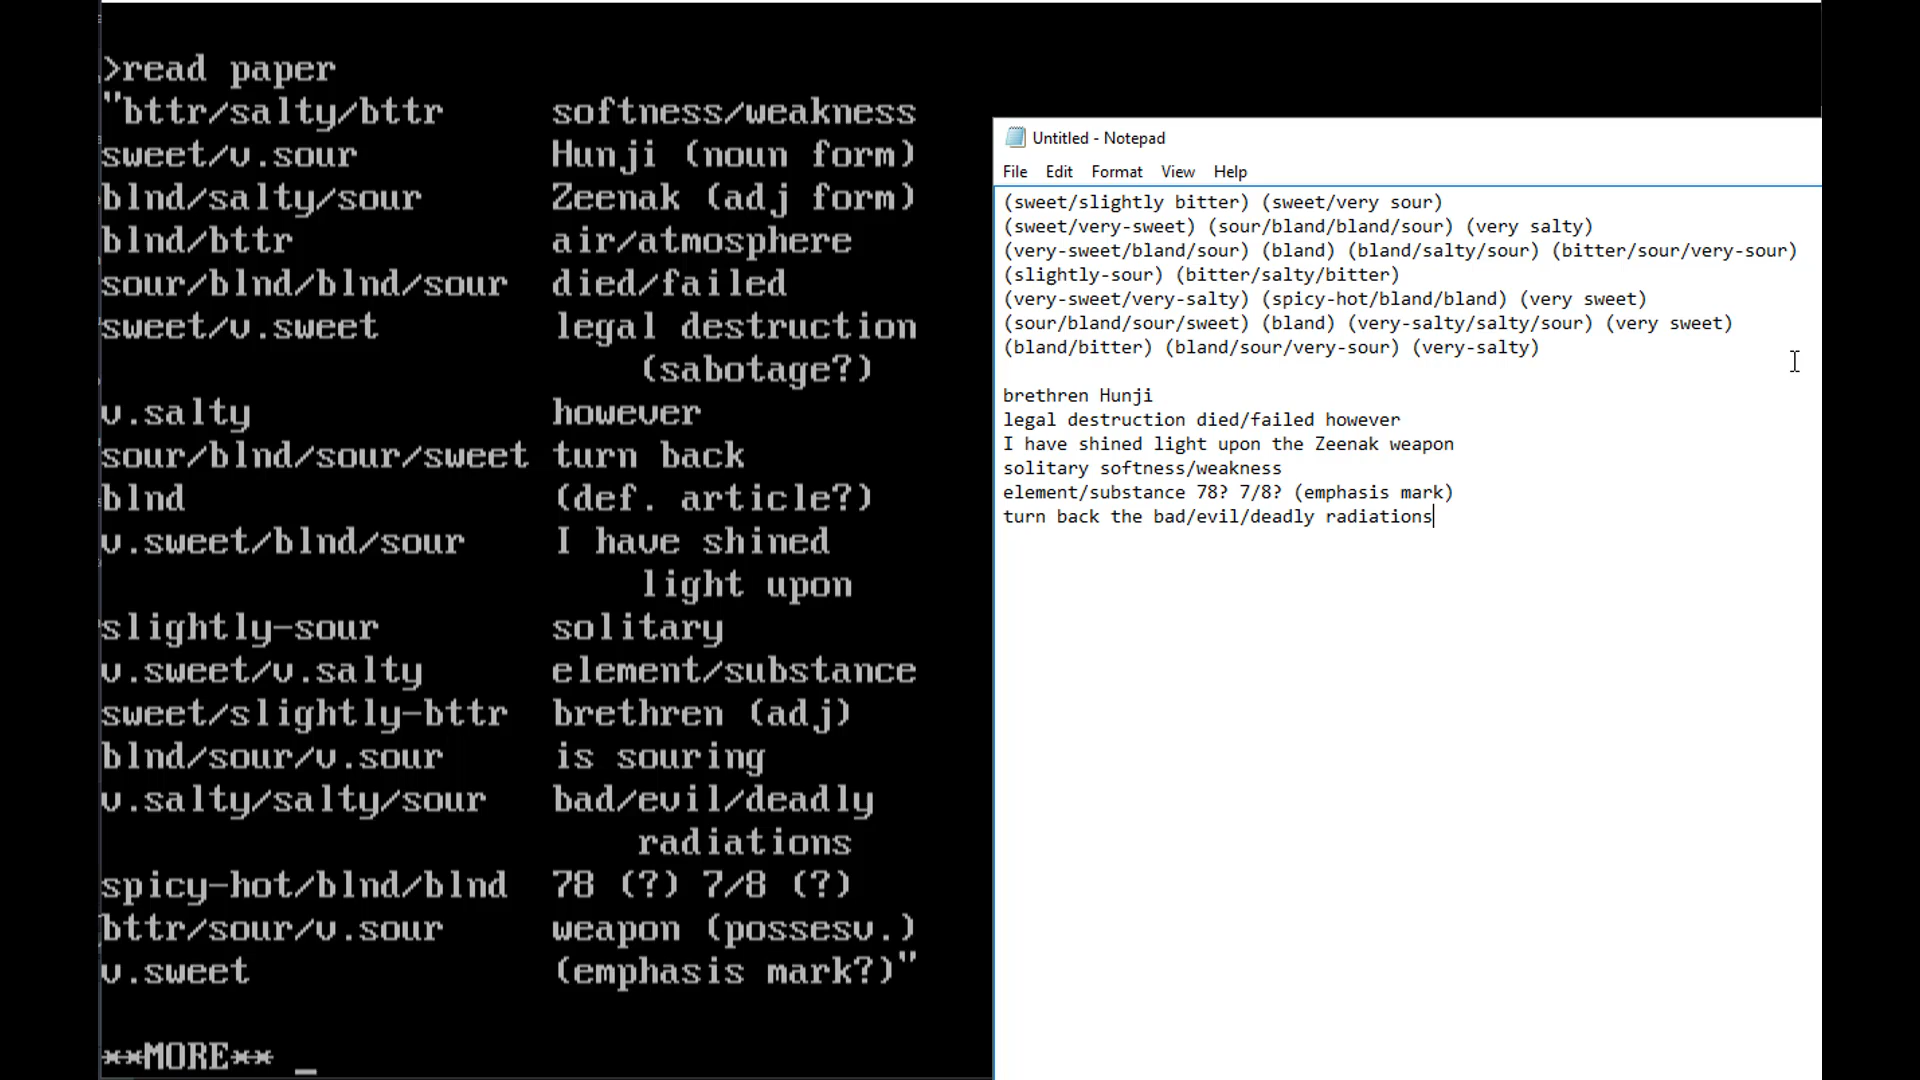 >read paper
"bttr/salty/bttr softness/weakness
sweet/v.sour Hunji (noun form)
blnd/salty/sour Zeenak (adj form)
blnd/bttr air/atmosphere
sour/blnd/blnd/sour died/failed
sweet/v.sweet legal destruction
(sabotage?)
v.salty however
sour/blnd/sour/sweet turn back
blnd (def. article?)
v.sweet/blnd/sour I have shined
light upon
slightly-sour solitary
v.sweet/v.salty element/substance
sweet/slightly-bttr brethren (adj)
blnd/sour/v.sour is souring
v.salty/salty/sour bad/evil/deadly
radiations
spicy-hot/blnd/blnd 78 (?) 7/8 (?)
bttr/sour/v.sour weapon (possesv.)
v.sweet (emphasis mark?)"
**MORE** _
Untitled - Notepad
File Edit Format View Help
(sweet/slightly bitter) (sweet/very sour)
(sweet/very-sweet) (sour/bland/bland/sour) (very salty)
(very-sweet/bland/sour) (bland) (bland/salty/sour) (bitter/sour/very-sour)
(slightly-sour) (bitter/salty/bitter)
(very-sweet/very-salty) (spicy-hot/bland/bland) (very sweet)
(sour/bland/sour/sweet) (bland) (very-salty/salty/sour) (very sweet)
(bland/bitter) (bland/sour/very-sour) (very-salty)
brethren Hunji
legal destruction died/failed however
I have shined light upon the Zeenak weapon
solitary softness/weakness
element/substance 78? 7/8? (emphasis mark)
turn back the bad/evil/deadly radiations